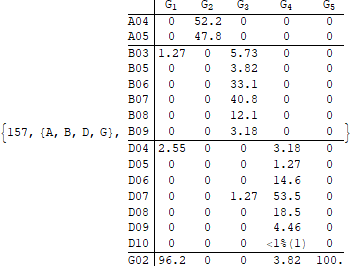 G₁ G₂ G₃ G₄ G₅
A04 0 52.2 0 0 0
A05 0 47.8 0 0 0
B03 1.27 0 5.73 0 0
B05 0 0 3.82 0 0
B06 0 0 33.1 0 0
B07 0 0 40.8 0 0
B08 0 0 12.1 0 0
{157, {A, B, D, G}, B09 0 0 3.18 0 0 }
D04 2.55 0 0 3.18 0
D05 0 0 0 1.27 0
D06 0 0 0 14.6 0
D07 0 0 1.27 53.5 0
D08 0 0 0 18.5 0
D09 0 0 0 4.46 0
D10 0 0 0 <1%(1) 0
G02 96.2 0 0 3.82 100.